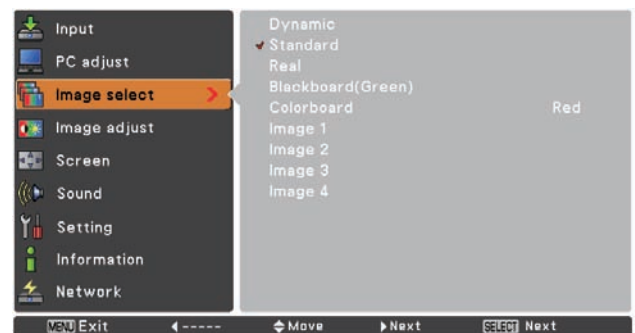 Input
PC adjust
Image select
Image adjust
Screen
Sound
Setting
Information
Network
Dynamic
Standard
Real
Blackboard(Green)
Colorboard Red
Image 1
Image 2
Image 3
Image 4
MENU Exit ----- Move Next SELECT Next